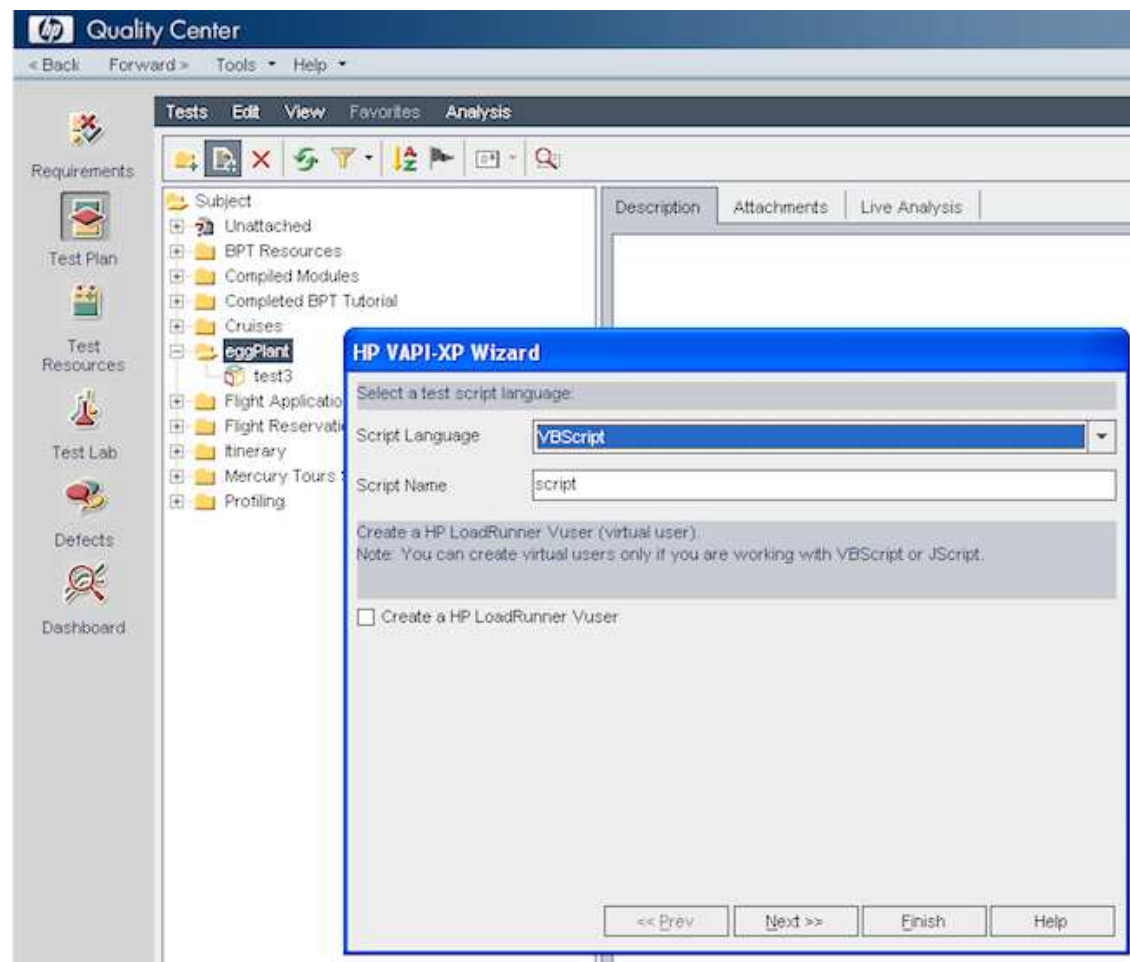 hp Quality Center
< Back Forward > Tools Help
Tests Edit View Favorites Analysis
Requirements
Test Plan
Test Resources
Test Lab
Defects
Dashboard
Subject
Unattached
BPT Resources
Compiled Modules
Completed BPT Tutorial
Cruises
eggPlant
test3
Flight Applicatio
Flight Reservati
Itinerary
Mercury Tours
Profiling
Description Attachments Live Analysis
HP VAPI-XP Wizard
Select a test script language:
Script Language VBScript
Script Name script
Create a HP LoadRunner Vuser (virtual user).
Note: You can create virtual users only if you are working with VBScript or JScript.
Create a HP LoadRunner Vuser
<< Prev Next >> Finish Help